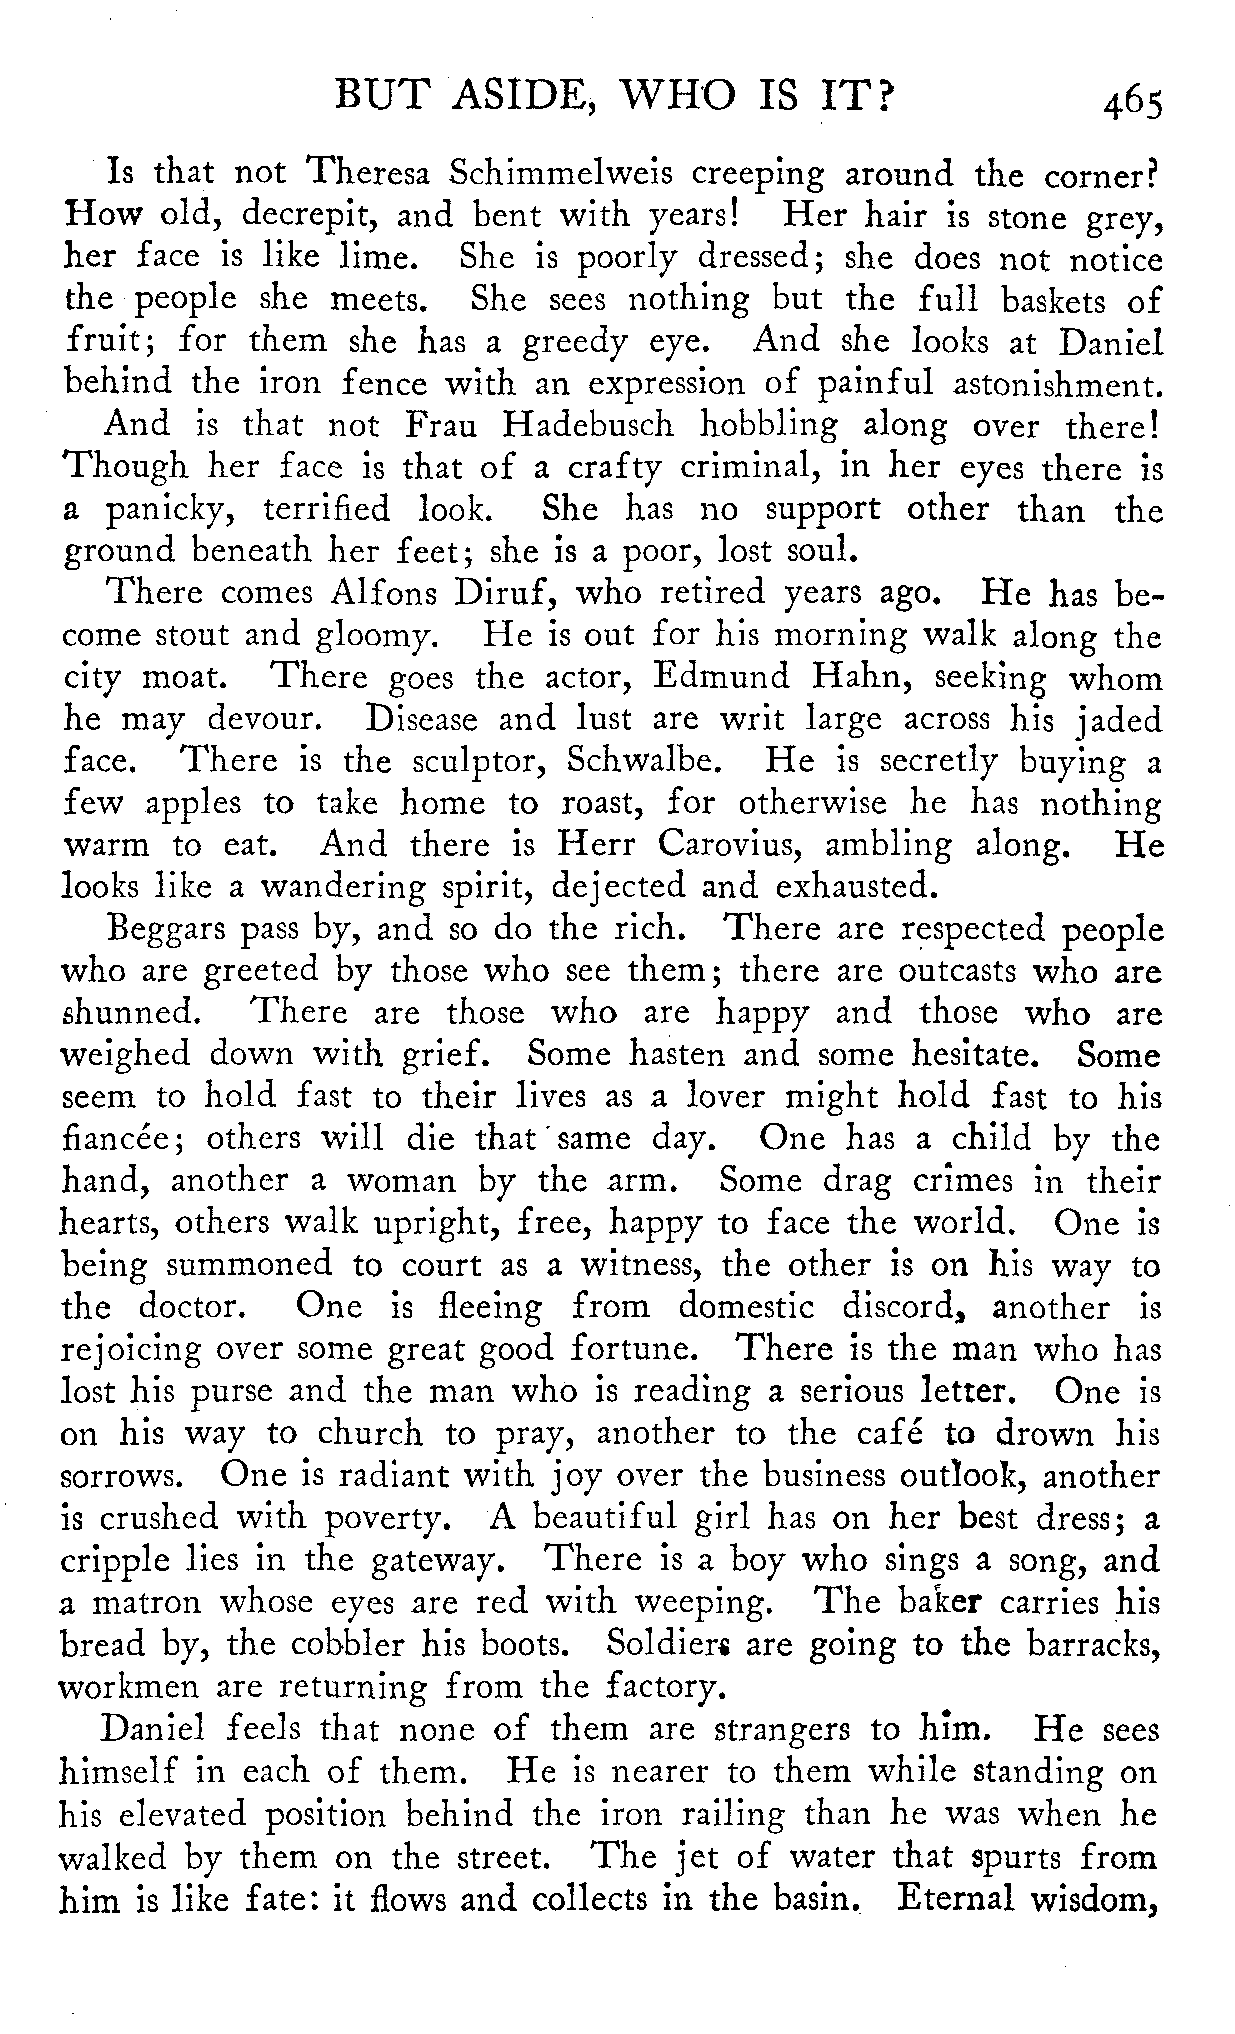 BUT ASIDE, WHO IS IT? 465
Is that not Theresa Schimmelweis creeping around the corner?
How old, decrepit, and bent with years! Her hair is stone grey,
her face is like lime. She is poorly dressed; she does not notice
the people she meets. She sees nothing but the full baskets of
fruit; for them she has a greedy eye. And she looks at Daniel
behind the iron fence with an expression of painful astonishment.
And is that not Frau Hadebusch hobbling along over there!
Though her face is that of a crafty criminal, in her eyes there is
a panicky, terrified look. She has no support other than the
ground beneath her feet; she is a poor, lost soul.
There comes Alfons Diruf, who retired years ago. He has be-
come stout and gloomy. He is out for his morning walk along the
city moat. There goes the actor, Edmund Hahn, seeking whom
he may devour. Disease and lust are writ large across his jaded
face. There is the sculptor, Schwalbe. He is secretly buying a
few apples to take home to roast, for otherwise he has nothing
warm to eat. And there is Herr Carovius, ambling along. He
looks like a wandering spirit, dejected and exhausted.
Beggars pass by, and so do the rich. There are respected people
who are greeted by those who see them; there are outcasts who are
shunned. There are those who are happy and those who are
weighed down with grief. Some hasten and some hesitate. Some
seem to hold fast to their lives as a lover might hold fast to his
fiancée; others will die that same day. One has a child by the
hand, another a woman by the arm. Some drag crimes in their
hearts, others walk upright, free, happy to face the world. One is
being summoned to court as a witness, the other is on his way to
the doctor. One is fleeing from domestic discord, another is
rejoicing over some great good fortune. There is the man who has
lost his purse and the man who is reading a serious letter. One is
on his way to church to pray, another to the café to drown his
sorrows. One is radiant with joy over the business outlook, another
is crushed with poverty. A beautiful girl has on her best dress; a
cripple lies in the gateway. There is a boy who sings a song, and
a matron whose eyes are red with weeping. The baker carries his
bread by, the cobbler his boots. Soldiers are going to the barracks,
workmen are returning from the factory.
Daniel feels that none of them are strangers to him. He sees
himself in each of them. He is nearer to them while standing on
his elevated position behind the iron railing than he was when he
walked by them on the street. The jet of water that spurts from
him is like fate: it flows and collects in the basin. Eternal wisdom,